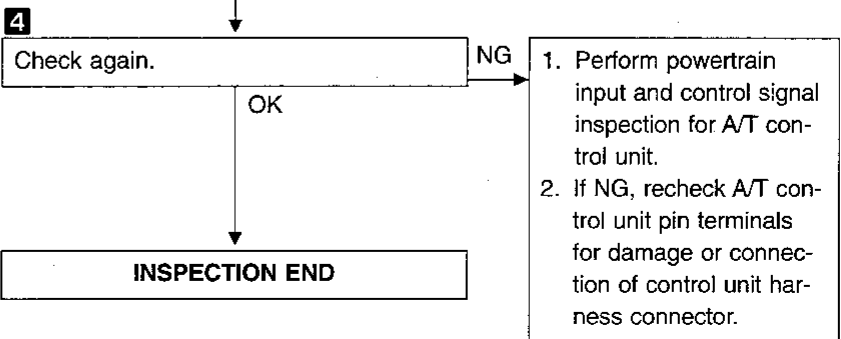 4
Check again.
NG
OK
INSPECTION END
1. Perform powertrain
input and control signal
inspection for A/T con-
trol unit.
2. If NG, recheck A/T con-
trol unit pin terminals
for damage or connec-
tion of control unit har-
ness connector.